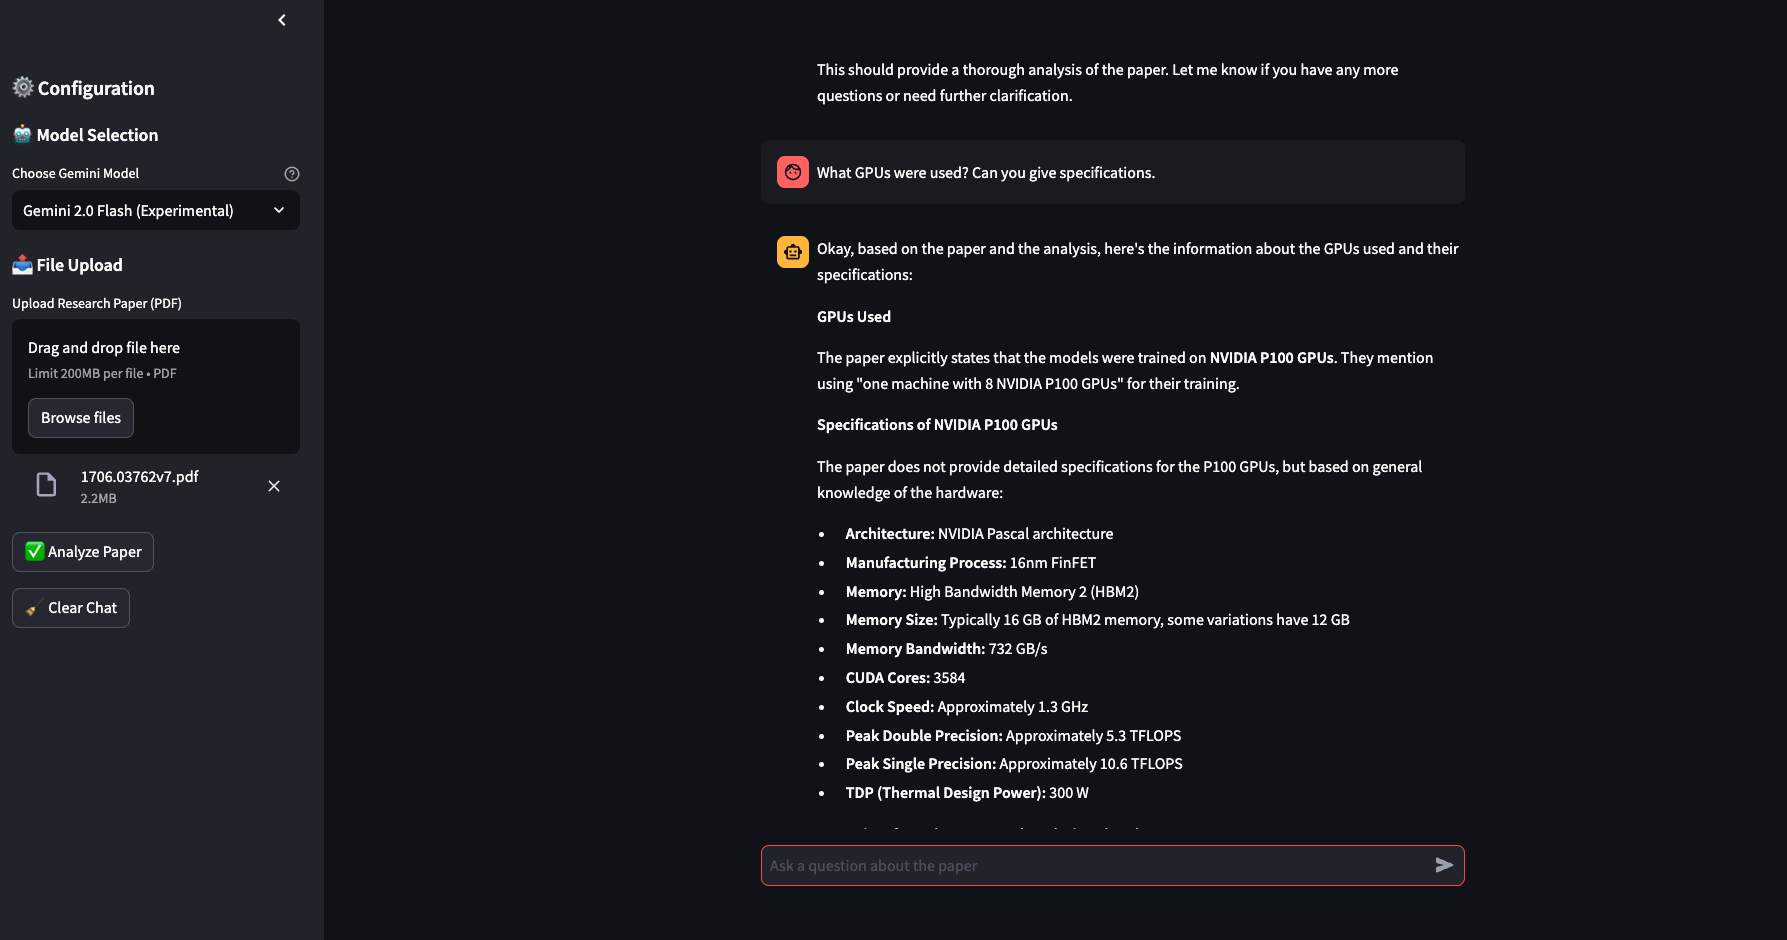 Configuration
Model Selection
Choose Gemini Model
Gemini 2.0 Flash (Experimental)
File Upload
Upload Research Paper (PDF)
Drag and drop file here
Limit 200MB per file • PDF
Browse files
1706.03762v7.pdf
2.2MB
Analyze Paper
Clear Chat
This should provide a thorough analysis of the paper. Let me know if you have any more
questions or need further clarification.
What GPUs were used? Can you give specifications.
Okay, based on the paper and the analysis, here's the information about the GPUs used and their
specifications:
GPUs Used
The paper explicitly states that the models were trained on NVIDIA P100 GPUs. They mention
using "one machine with 8 NVIDIA P100 GPUs" for their training.
Specifications of NVIDIA P100 GPUs
The paper does not provide detailed specifications for the P100 GPUs, but based on general
knowledge of the hardware:
• Architecture: NVIDIA Pascal architecture
• Manufacturing Process: 16nm FinFET
• Memory: High Bandwidth Memory 2 (HBM2)
• Memory Size: Typically 16 GB of HBM2 memory, some variations have 12 GB
• Memory Bandwidth: 732 GB/s
• CUDA Cores: 3584
• Clock Speed: Approximately 1.3 GHz
• Peak Double Precision: Approximately 5.3 TFLOPS
• Peak Single Precision: Approximately 10.6 TFLOPS
• TDP (Thermal Design Power): 300 W
Ask a question about the paper